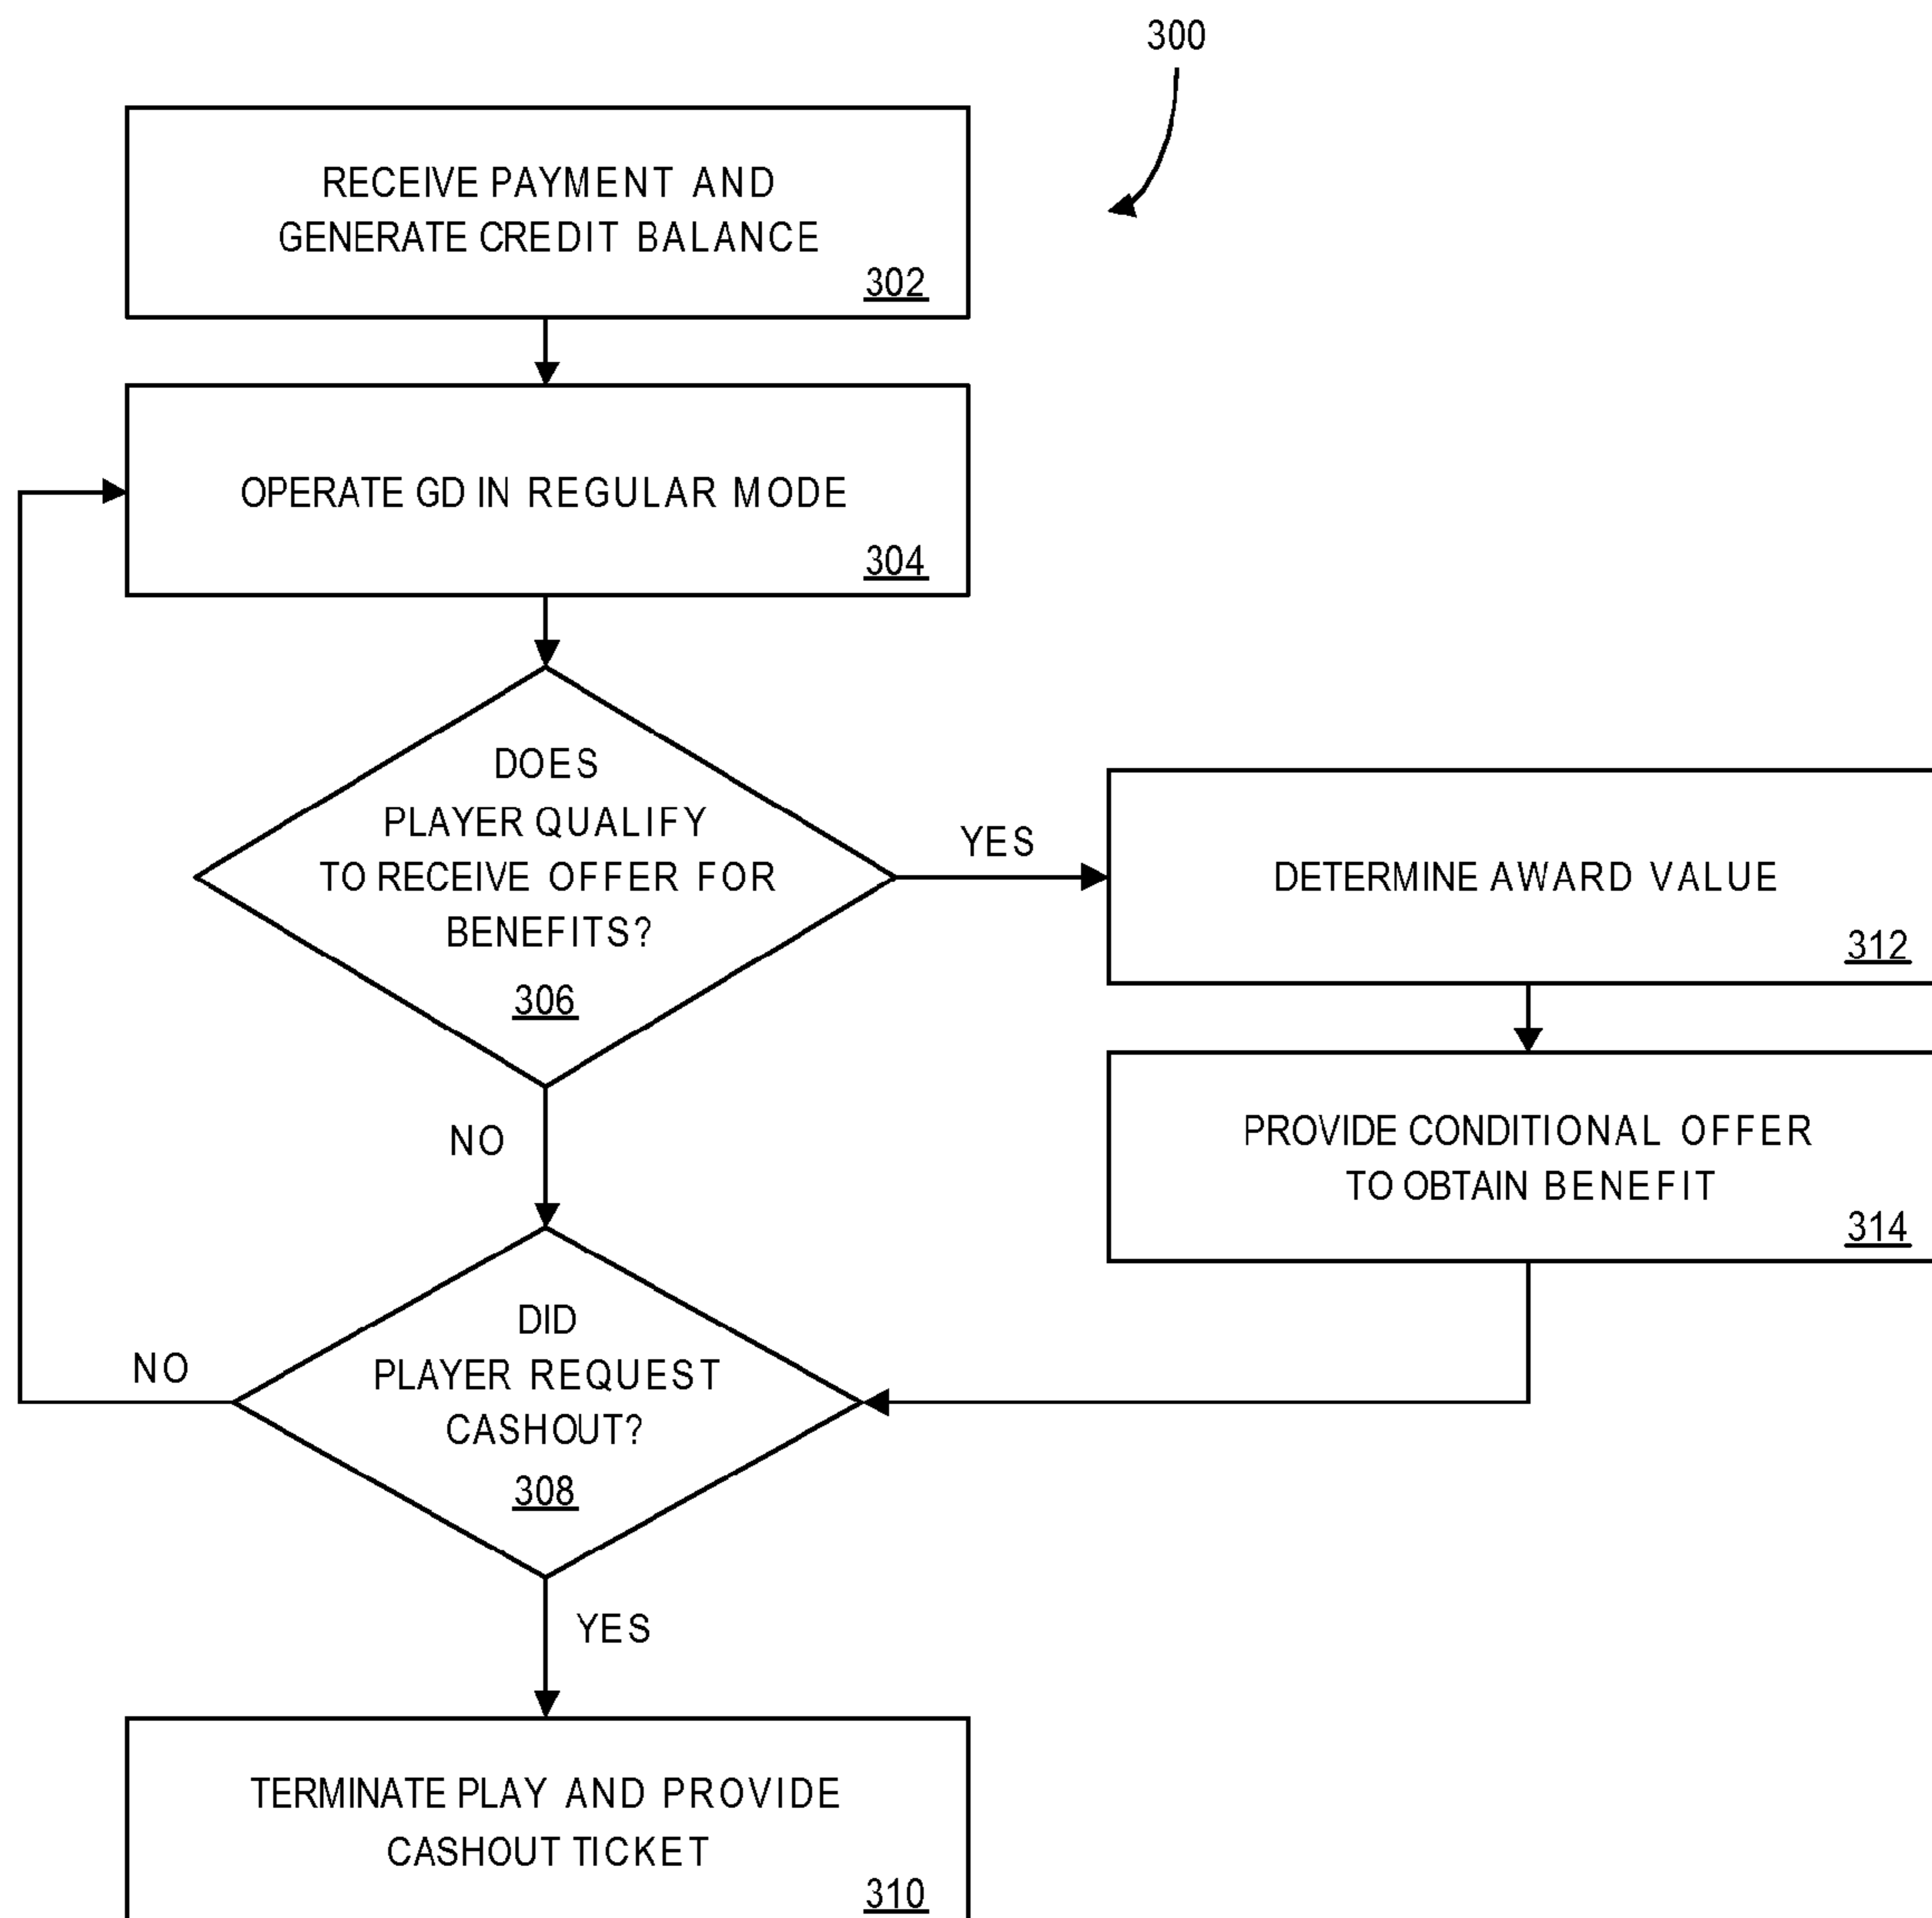 300
RECEIVE PAYMENT AND
GENERATE CREDIT BALANCE
302
OPERATE GD IN REGULAR MODE
304
DOES
PLAYER QUALIFY
TO RECEIVE OFFER FOR
BENEFITS?
306
YES
DETERMINE AWARD VALUE
312
NO
PROVIDE CONDITIONAL OFFER
TO OBTAIN BENEFIT
314
DID
PLAYER REQUEST
CASHOUT?
308
NO
YES
TERMINATE PLAY AND PROVIDE
CASHOUT TICKET
310